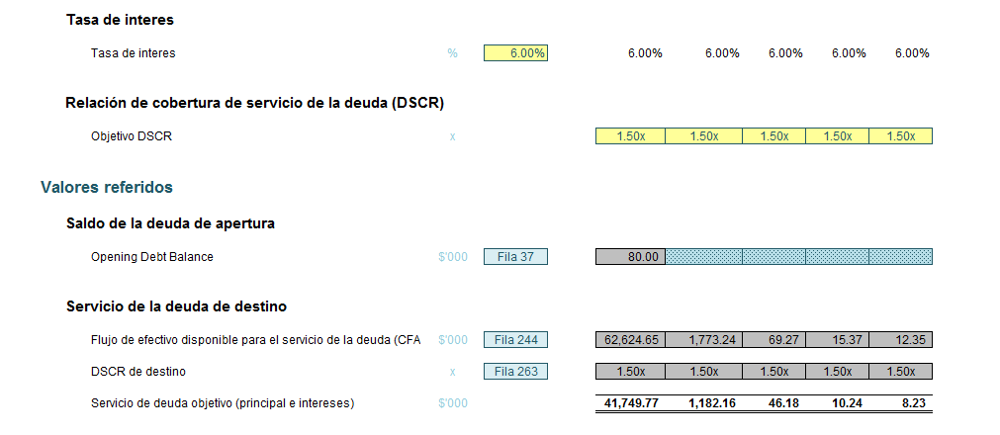 Tasa de interes
Tasa de interes % 6.00% 6.00% 6.00% 6.00% 6.00% 6.00%
Relación de cobertura de servicio de la deuda (DSCR)
Objetivo DSCR x 1.50x 1.50x 1.50x 1.50x 1.50x
Valores referidos
Saldo de la deuda de apertura
Opening Debt Balance $'000 Fila 37 80.00
Servicio de la deuda de destino
Flujo de efectivo disponible para el servicio de la deuda (CFA $'000 Fila 244 62,624.65 1,773.24 69.27 15.37 12.35
DSCR de destino x Fila 263 1.50x 1.50x 1.50x 1.50x 1.50x
Servicio de deuda objetivo (principal e intereses) $'000 41,749.77 1,182.16 46.18 10.24 8.23